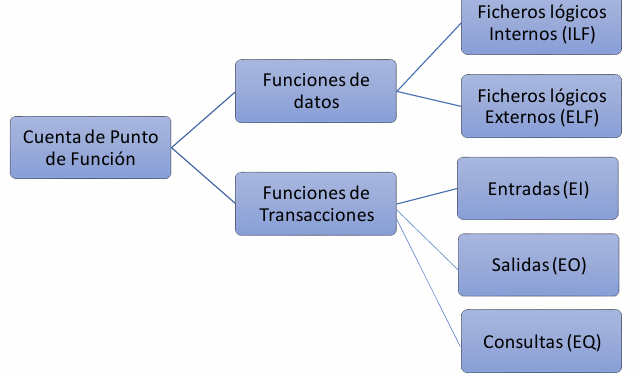 Ficheros lógicos
Internos (ILF)
Funciones de
datos
Ficheros lógicos
Externos (ELF)
Cuenta de Punto
de Función
Entradas (EI)
Funciones de
Transacciones
Salidas (EO)
Consultas (EQ)